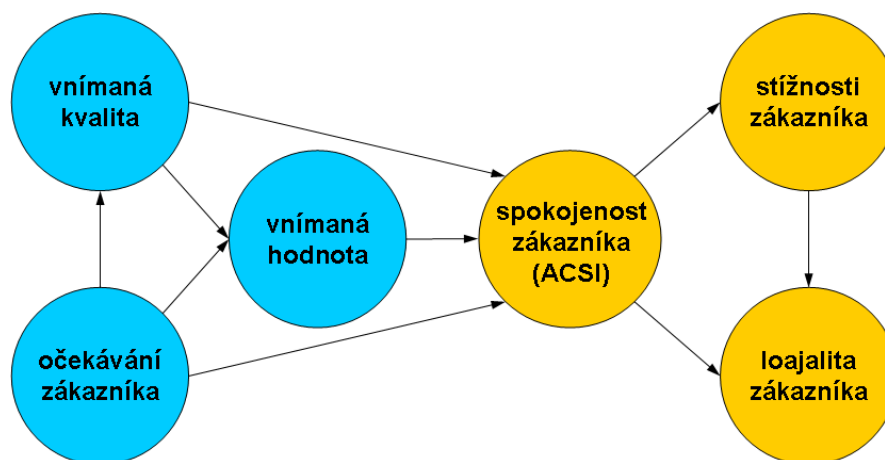 vnímaná
kvalita
stížnosti
zákazníka
vnímaná
hodnota
spokojenost
zákazníka
(ACSI)
očekávání
zákazníka
loajalita
zákazníka